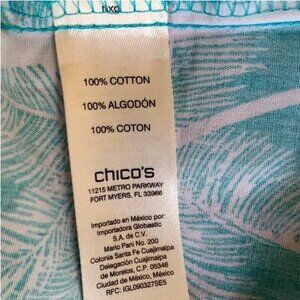 100% COTTON
100% ALGODÓN
100% COTON
chico's
11215 METRO PARKWAY
FORT MYERS, FL 33966
Importado en México por:
Importadora Globastic
S.A. de C.V.
Mario Pani No. 200
Colonia Santa Fe Cuajimalpa
Delegación Cuajimalpa
de Morelos, C.P. 05348
Ciudad de México, México
RFC: IGL090327SE5